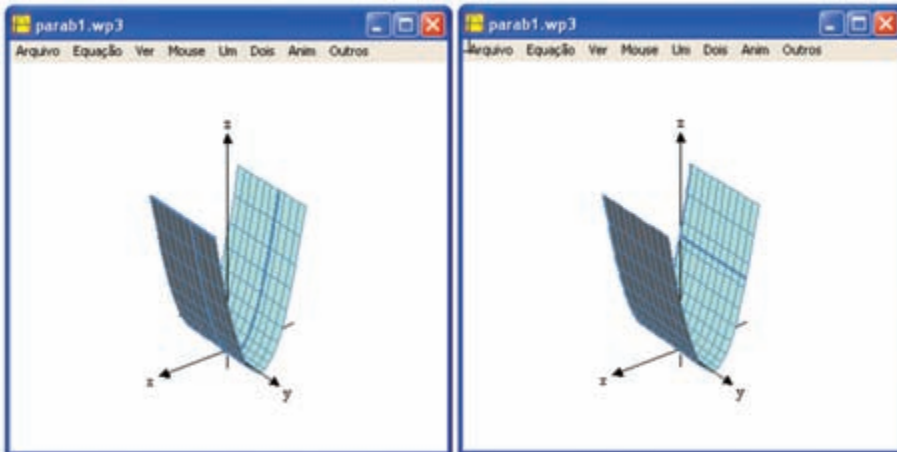 parab1.wp3
Arquivo Equação Ver Mouse Um Dois Anim Outros
z
x
y
parab1.wp3
Arquivo Equação Ver Mouse Um Dois Anim Outros
z
x
y